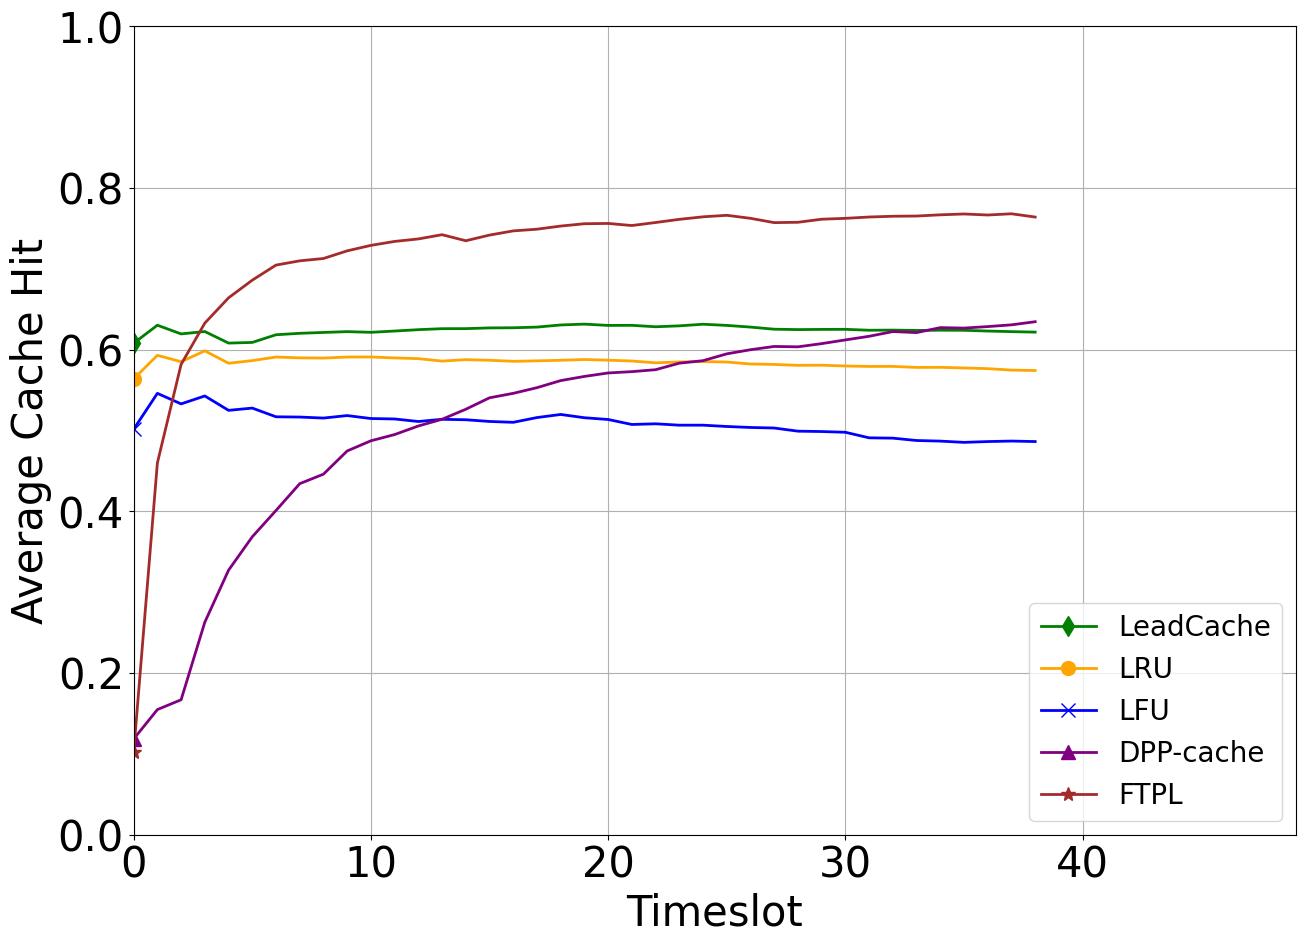 1.0
0.8
0.6
0.4
0.2
0.0
Average Cache Hit
0 10 20 30 40
Timeslot
LeadCache
LRU
LFU
DPP-cache
FTPL